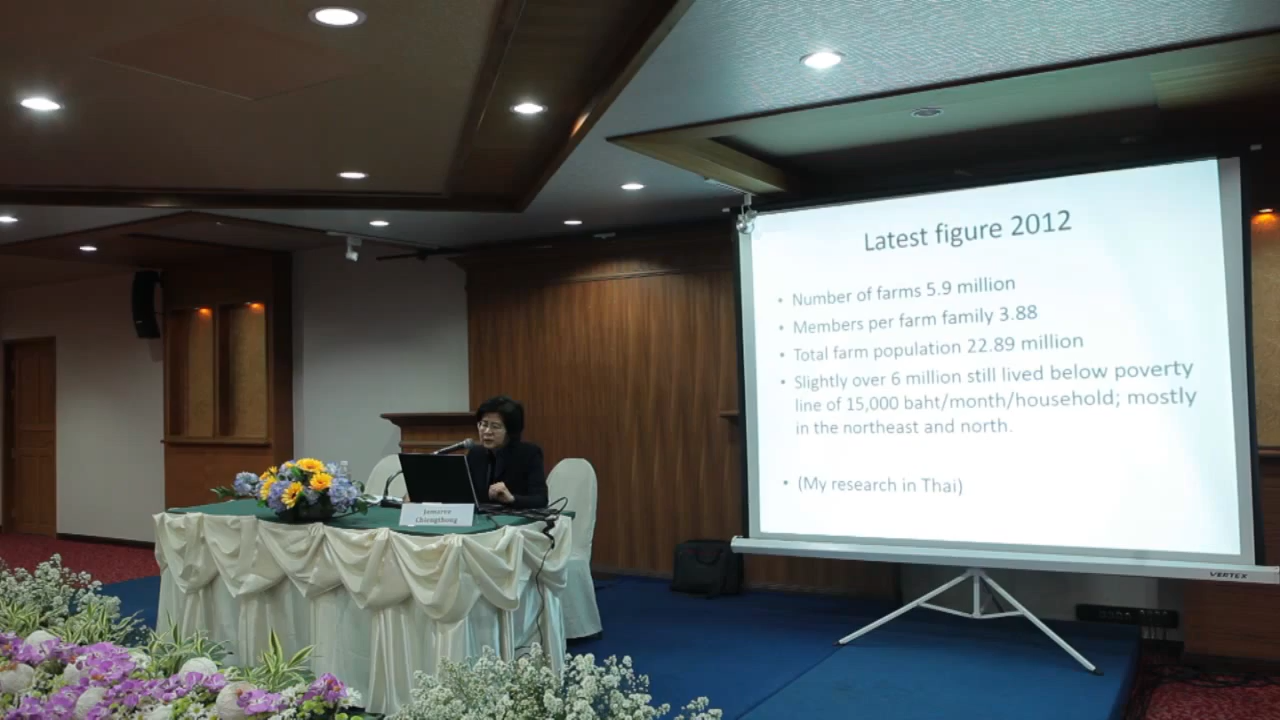 Latest figure 2012
• Number of farms 5.9 million
• Members per farm family 3.88
• Total farm population 22.89 million
• Slightly over 6 million still lived below poverty
line of 15,000 baht/month/household; mostly
in the northeast and north.
• (My research in Thai)
VERTEX
Jamaree
Chiengthong